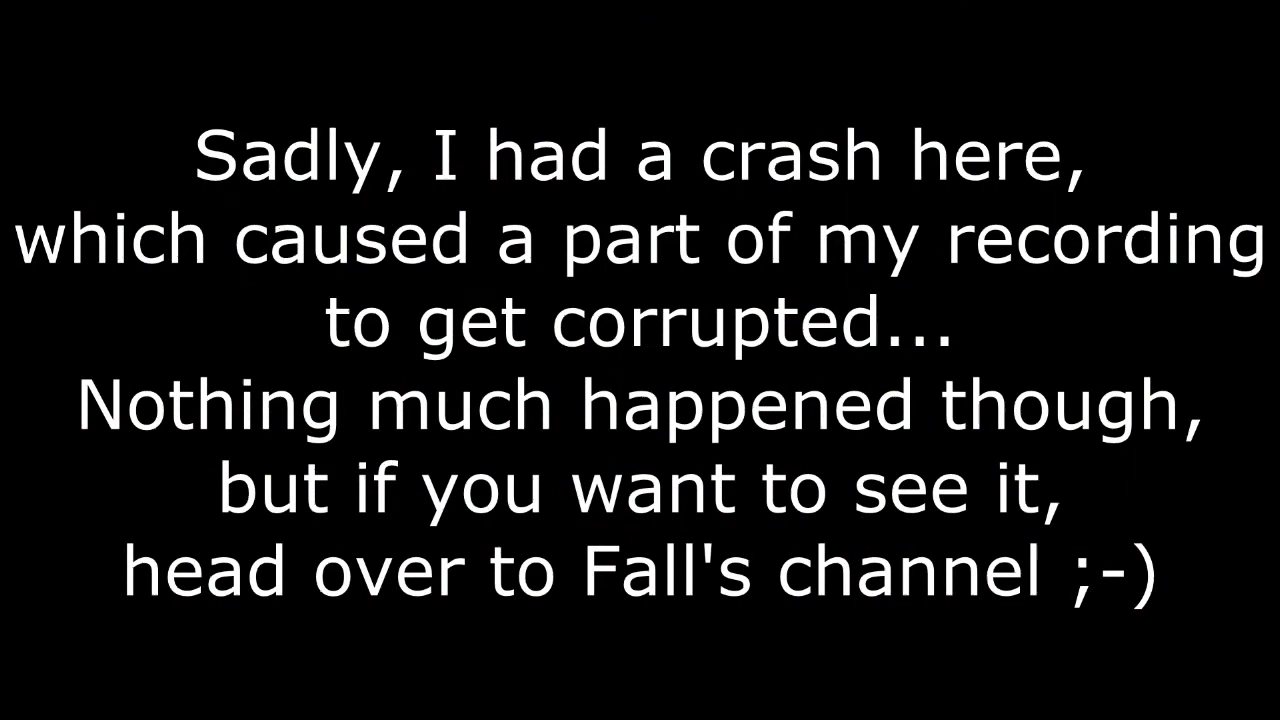 Sadly, I had a crash here,
which caused a part of my recording
to get corrupted...
Nothing much happened though,
but if you want to see it,
head over to Fall's channel ;-)